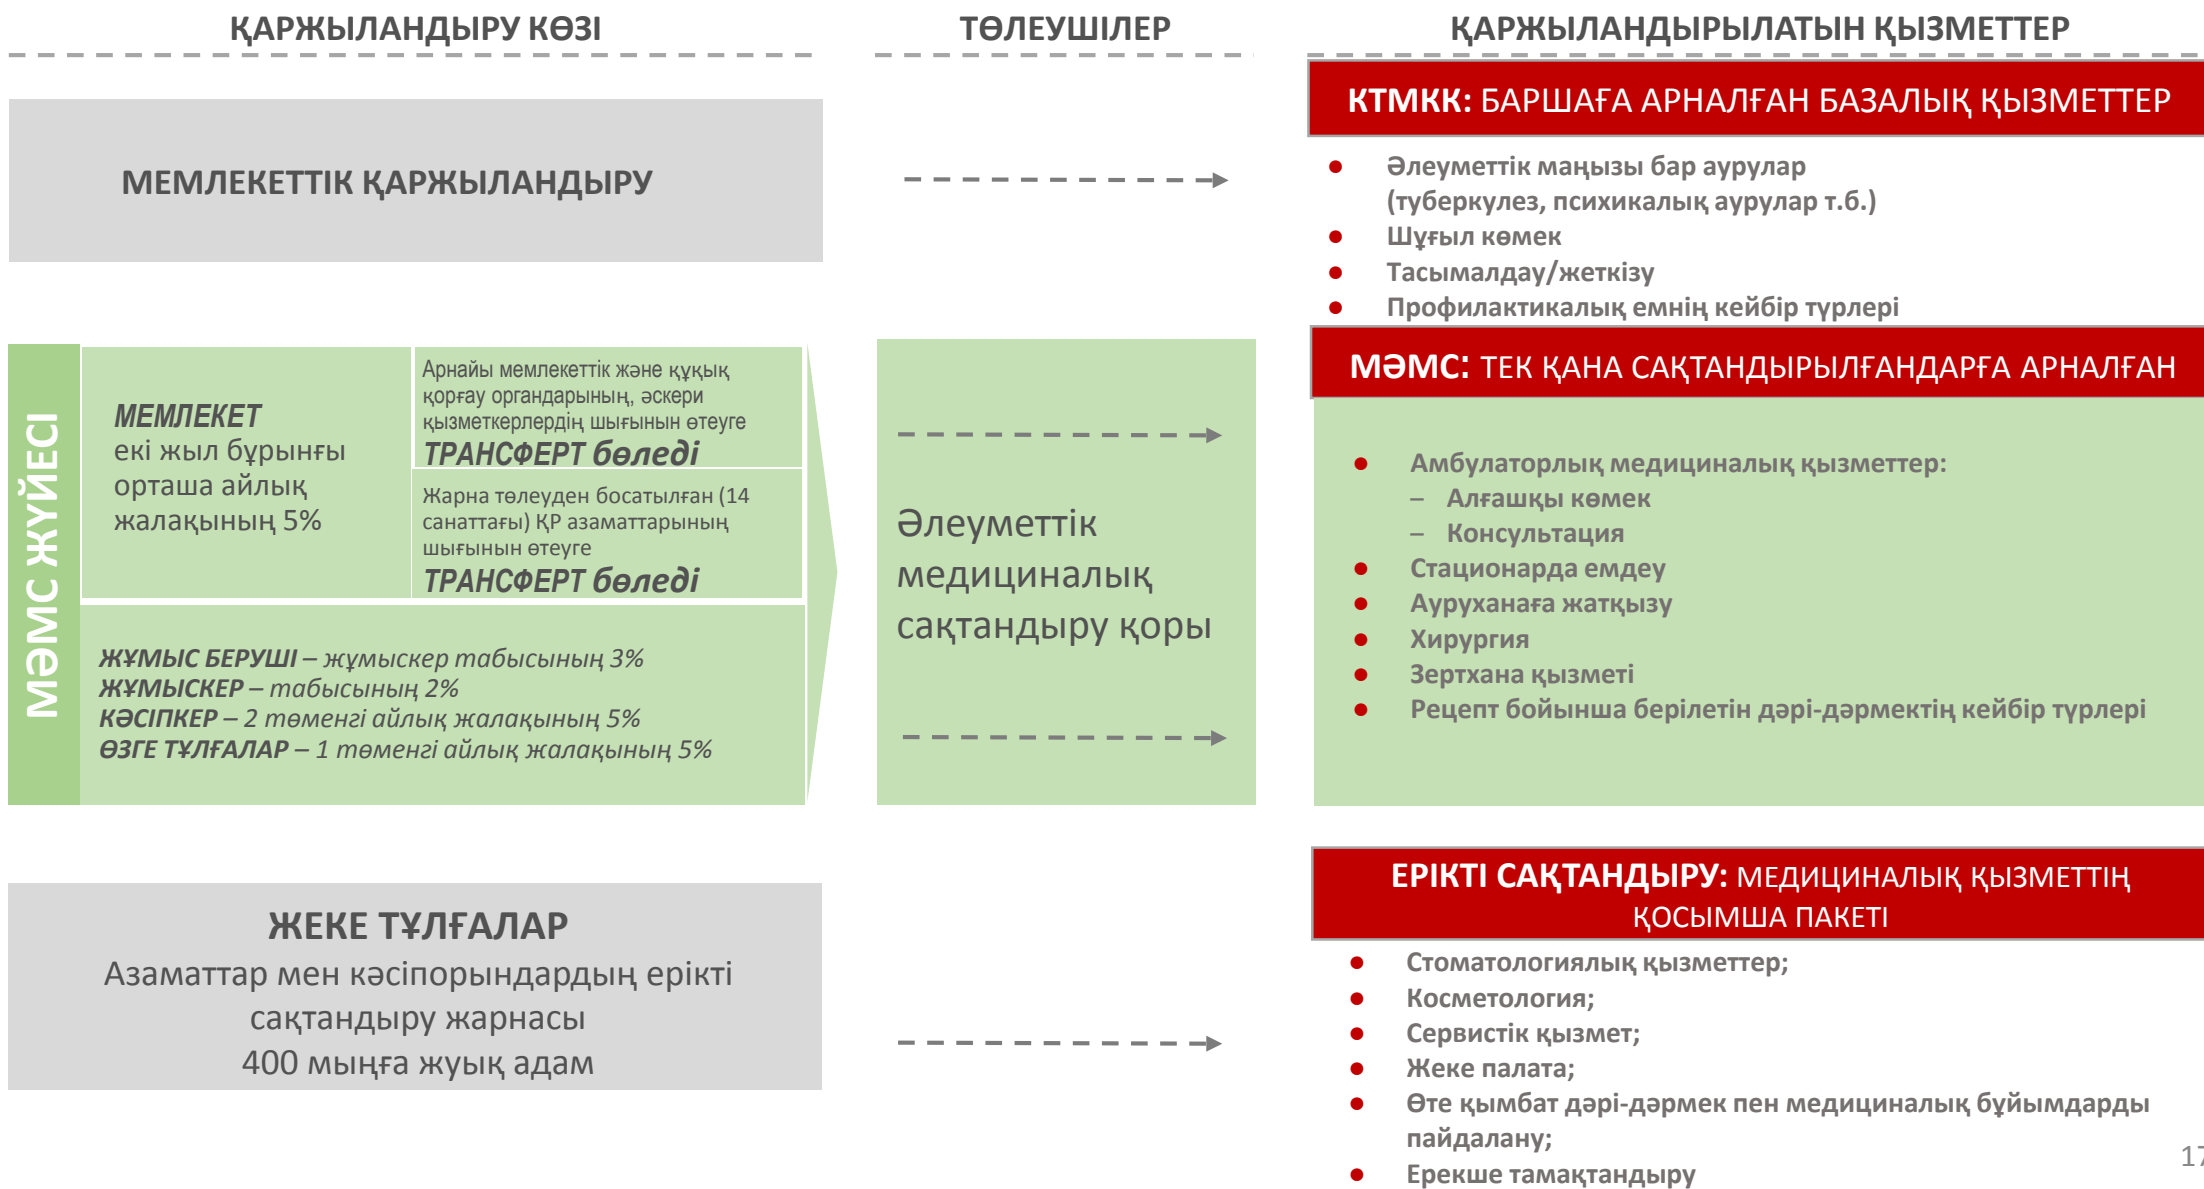 ҚАРЖЫЛАНДЫРУ КӨЗІ
ТӨЛЕУШІЛЕР
ҚАРЖЫЛАНДЫРЫЛАТЫН ҚЫЗМЕТТЕР
МЕМЛЕКЕТТІК ҚАРЖЫЛАНДЫРУ
КТМКК: БАРШАҒА АРНАЛҒАН БАЗАЛЫҚ ҚЫЗМЕТТЕР
● Әлеуметтік маңызы бар аурулар
(туберкулез, психикалық аурулар т.б.)
● Шұғыл көмек
● Тасымалдау/жеткізу
● Профилактикалық емнің кейбір түрлері
МӘМС ЖҮЙЕСІ
МЕМЛЕКЕТ
екі жыл бұрынғы
орташа айлық
жалақының 5%
Арнайы мемлекеттік және құқық
қорғау органдарының, әскери
қызметкерлердің шығынын өтеуге
ТРАНСФЕРТ бөледі
Жарна төлеуден босатылған (14
санаттағы) ҚР азаматтарының
шығынын өтеуге
ТРАНСФЕРТ бөледі
ЖҰМЫС БЕРУШІ – жұмыскер табысының 3%
ЖҰМЫСКЕР – табысының 2%
КӘСІПКЕР – 2 төменгі айлық жалақының 5%
ӨЗГЕ ТҰЛҒАЛАР – 1 төменгі айлық жалақының 5%
Әлеуметтік
медициналық
сақтандыру қоры
МӘМС: ТЕК ҚАНА САҚТАНДЫРЫЛҒАНДАРҒА АРНАЛҒАН
● Амбулаторлық медициналық қызметтер:
– Алғашқы көмек
– Консультация
● Стационарда емдеу
● Ауруханаға жатқызу
● Хирургия
● Зертхана қызметі
● Рецепт бойынша берілетін дәрі-дәрмектің кейбір түрлері
ЖЕКЕ ТҰЛҒАЛАР
Азаматтар мен кәсіпорындардың ерікті
сақтандыру жарнасы
400 мыңға жуық адам
ЕРІКТІ САҚТАНДЫРУ: МЕДИЦИНАЛЫҚ ҚЫЗМЕТТІҢ
ҚОСЫМША ПАКЕТІ
● Стоматологиялық қызметтер;
● Косметология;
● Сервистік қызмет;
● Жеке палата;
● Өте қымбат дәрі-дәрмек пен медициналық бұйымдарды
пайдалану;
● Ерекше тамақтандыру
17